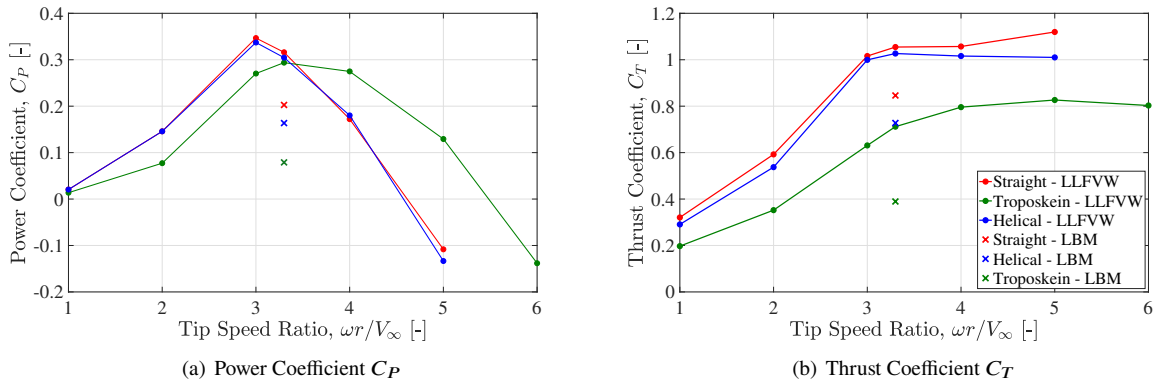 0.4
0.3
0.2
0.1
0
-0.1
-0.2
Power Coefficient, C_P [-]
1 2 3 4 5 6
Tip Speed Ratio, ωr/V∞ [-]
(a) Power Coefficient C_P
1.2
1
0.8
0.6
0.4
0.2
0
Thrust Coefficient, C_T [-]
Straight - LLFVW
Troposkein - LLFVW
Helical - LLFVW
Straight - LBM
Helical - LBM
Troposkein - LBM
1 2 3 4 5 6
Tip Speed Ratio, ωr/V∞ [-]
(b) Thrust Coefficient C_T